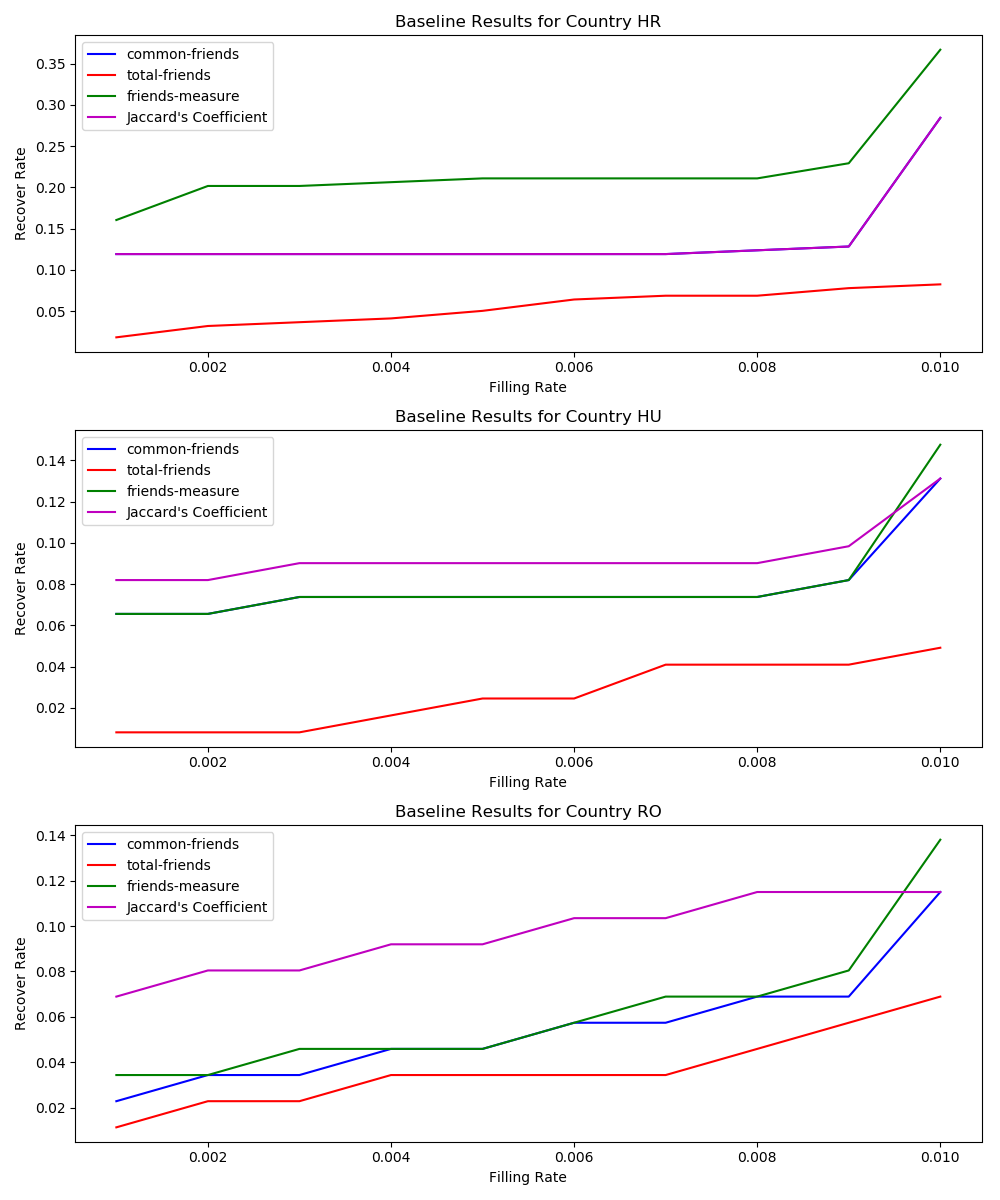 Baseline Results for Country HR
common-friends
total-friends
friends-measure
Jaccard's Coefficient
Recover Rate
0.35
0.30
0.25
0.20
0.15
0.10
0.05
0.002 0.004 0.006 0.008 0.010
Filling Rate
Baseline Results for Country HU
common-friends
total-friends
friends-measure
Jaccard's Coefficient
Recover Rate
0.14
0.12
0.10
0.08
0.06
0.04
0.02
0.002 0.004 0.006 0.008 0.010
Filling Rate
Baseline Results for Country RO
common-friends
total-friends
friends-measure
Jaccard's Coefficient
Recover Rate
0.14
0.12
0.10
0.08
0.06
0.04
0.02
0.002 0.004 0.006 0.008 0.010
Filling Rate